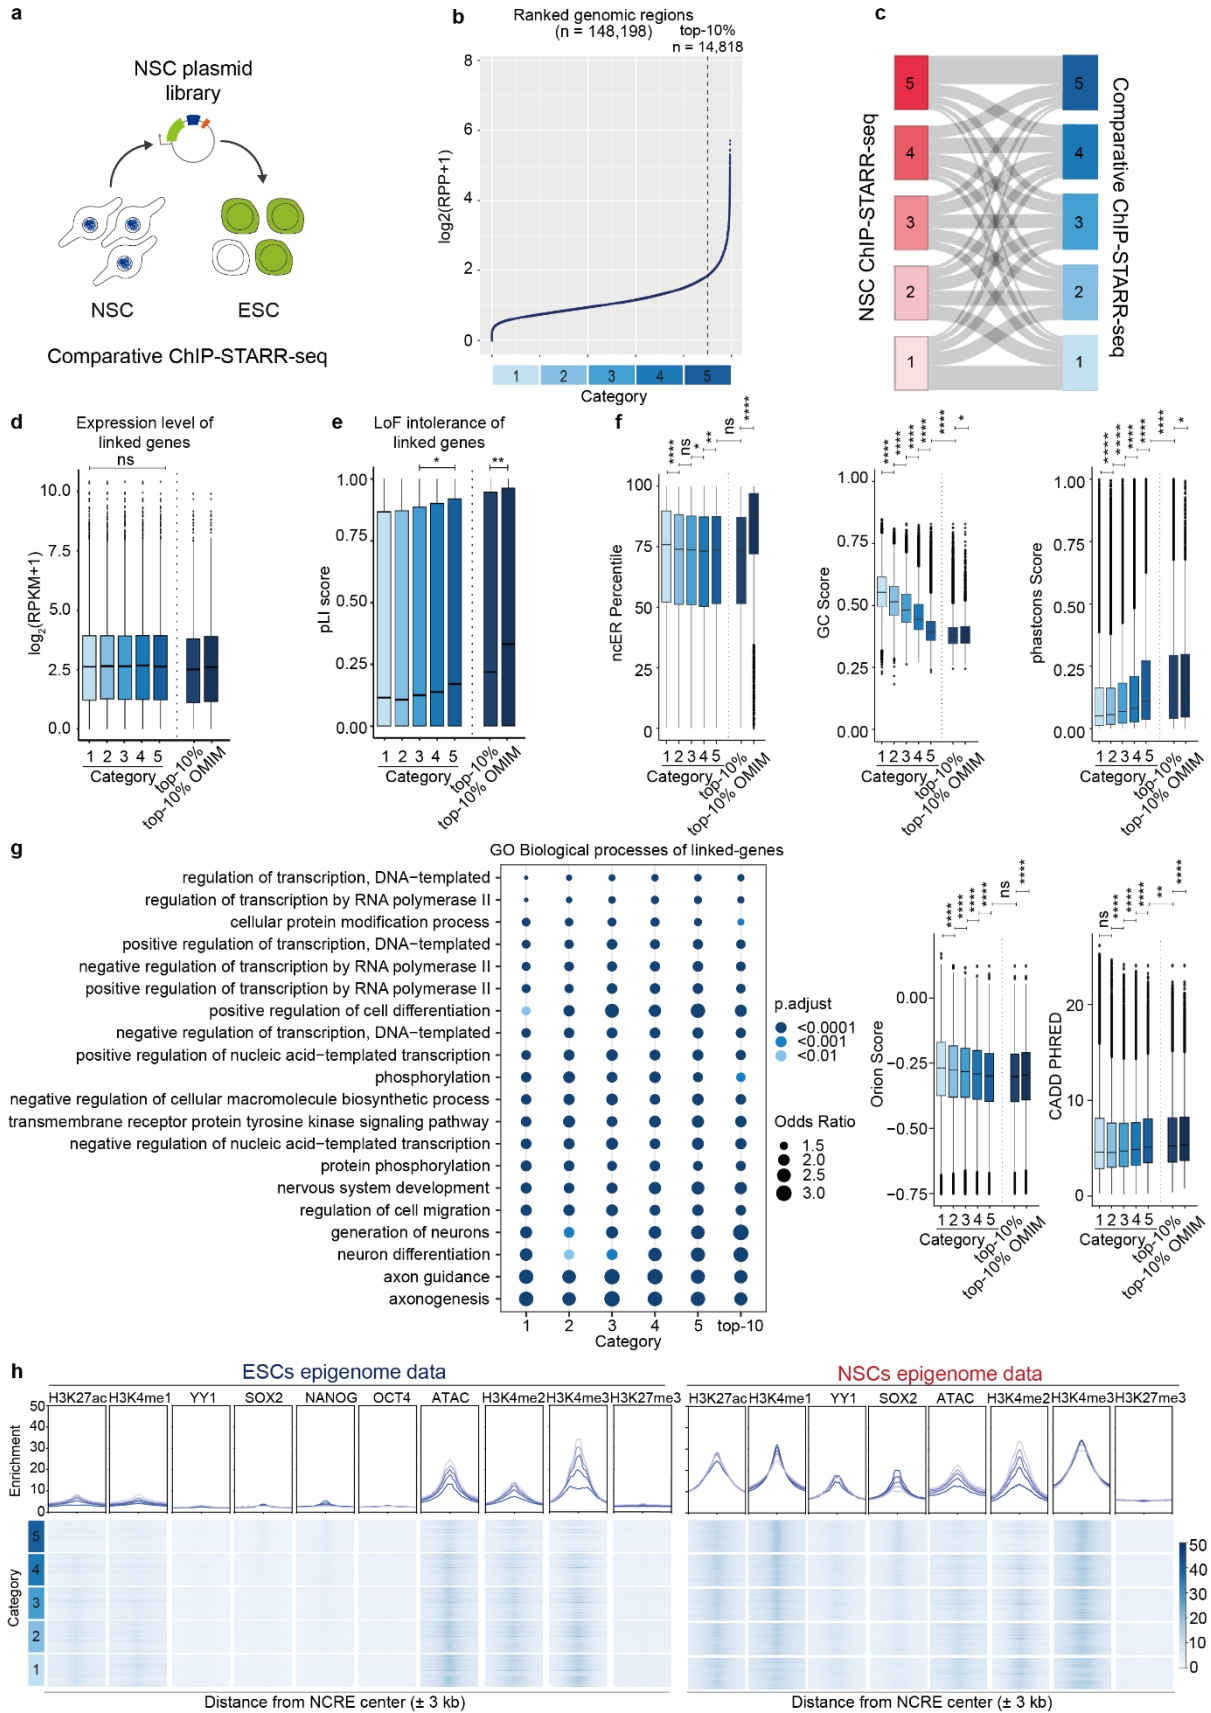 a
NSC plasmid
library
NSC
ESC
Comparative ChIP-STARR-seq
b
Ranked genomic regions
(n = 148,198)
top-10%
n = 14,818
log2(RPP+1)
8
6
4
2
0
1 2 3 4 5
Category
c
NSC ChIP-STARR-seq
5
4
3
2
1
5
4
3
2
1
Comparative ChIP-STARR-seq
d
Expression level of
linked genes
ns
log2(RPKM+1)
10.0
7.5
5.0
2.5
0.0
1 2 3 4 5
Category
top-10%
top-10% OMIM
e
LoF intolerance of
linked genes
*
**
pLI score
1.00
0.75
0.50
0.25
0.00
1 2 3 4 5
Category
top-10%
top-10% OMIM
f
**** ns * ** ns ****
ncER Percentile
100
75
50
25
0
1 2 3 4 5
Category
top-10%
top-10% OMIM
**** **** **** **** **** *
GC Score
1.00
0.75
0.50
0.25
0.00
1 2 3 4 5
Category
top-10%
top-10% OMIM
**** **** **** **** **** *
phastcons Score
1.00
0.75
0.50
0.25
0.00
1 2 3 4 5
Category
top-10%
top-10% OMIM
**** **** **** **** ns ****
Orion Score
0.00
−0.25
−0.50
−0.75
1 2 3 4 5
Category
top-10%
top-10% OMIM
ns **** **** **** ** ****
CADD PHRED
20
10
0
1 2 3 4 5
Category
top-10%
top-10% OMIM
g
GO Biological processes of linked-genes
regulation of transcription, DNA−templated
regulation of transcription by RNA polymerase II
cellular protein modification process
positive regulation of transcription, DNA−templated
negative regulation of transcription by RNA polymerase II
positive regulation of transcription by RNA polymerase II
positive regulation of cell differentiation
negative regulation of transcription, DNA−templated
positive regulation of nucleic acid−templated transcription
phosphorylation
negative regulation of cellular macromolecule biosynthetic process
transmembrane receptor protein tyrosine kinase signaling pathway
negative regulation of nucleic acid−templated transcription
protein phosphorylation
nervous system development
regulation of cell migration
generation of neurons
neuron differentiation
axon guidance
axonogenesis
1 2 3 4 5 top-10
Category
p.adjust
<0.0001
<0.001
<0.01
Odds Ratio
1.5
2.0
2.5
3.0
h
ESCs epigenome data
H3K27ac H3K4me1 YY1 SOX2 NANOG OCT4 ATAC H3K4me2 H3K4me3 H3K27me3
Enrichment
50
40
30
20
10
0
Category
5
4
3
2
1
Distance from NCRE center (± 3 kb)
NSCs epigenome data
H3K27ac H3K4me1 YY1 SOX2 ATAC H3K4me2 H3K4me3 H3K27me3
50
40
30
20
10
0
Distance from NCRE center (± 3 kb)